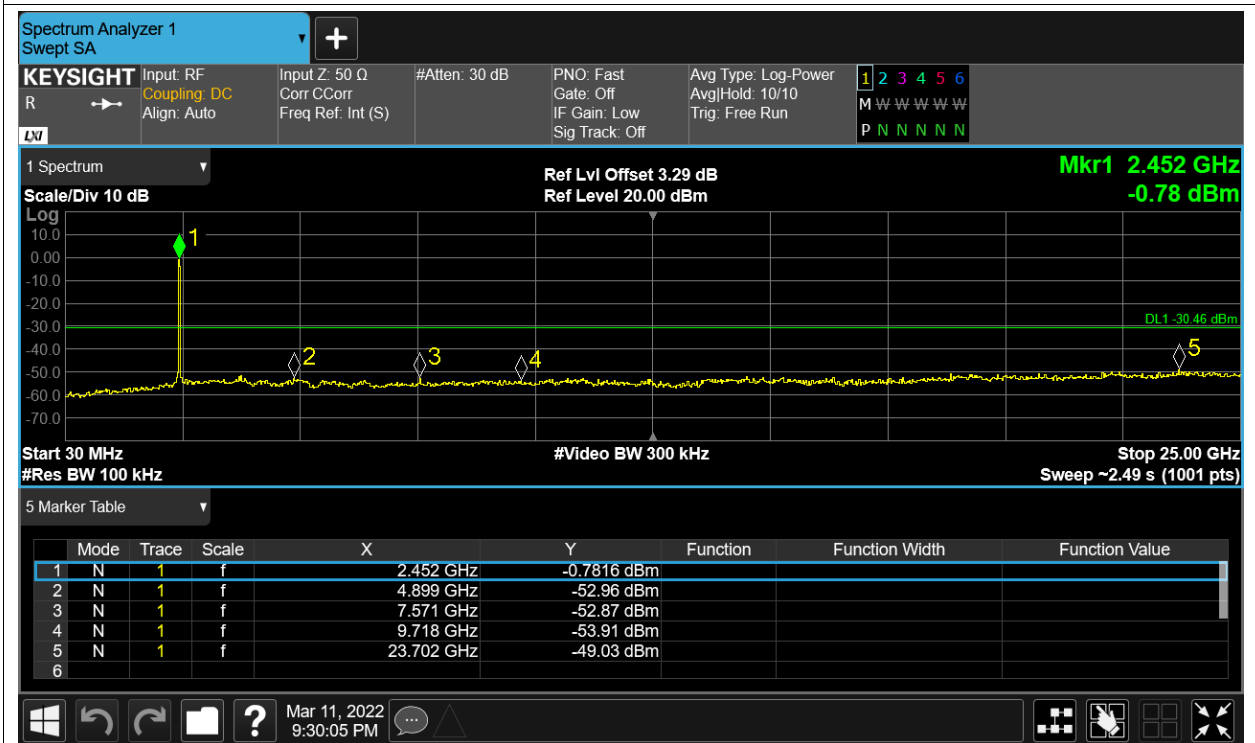 Spectrum Analyzer 1
Swept SA
KEYSIGHT
R
LXI
Input: RF
Coupling: DC
Align: Auto
Input Z: 50 Ω
Corr CCorr
Freq Ref: Int (S)
#Atten: 30 dB
PNO: Fast
Gate: Off
IF Gain: Low
Sig Track: Off
Avg Type: Log-Power
Avg|Hold: 10/10
Trig: Free Run
1 2 3 4 5 6
M W W W W W
P N N N N N
1 Spectrum
Scale/Div 10 dB
Ref Lvl Offset 3.29 dB
Ref Level 20.00 dBm
Mkr1 2.452 GHz
-0.78 dBm
Log
10.0
0.00
-10.0
-20.0
-30.0
-40.0
-50.0
-60.0
-70.0
1
2
3
4
5
DL1 -30.46 dBm
Start 30 MHz
#Video BW 300 kHz
Stop 25.00 GHz
#Res BW 100 kHz
Sweep ~2.49 s (1001 pts)
5 Marker Table
Mode Trace Scale X Y Function Function Width Function Value
1 N 1 f 2.452 GHz -0.7816 dBm
2 N 1 f 4.899 GHz -52.96 dBm
3 N 1 f 7.571 GHz -52.87 dBm
4 N 1 f 9.718 GHz -53.91 dBm
5 N 1 f 23.702 GHz -49.03 dBm
6
?
Mar 11, 2022
9:30:05 PM